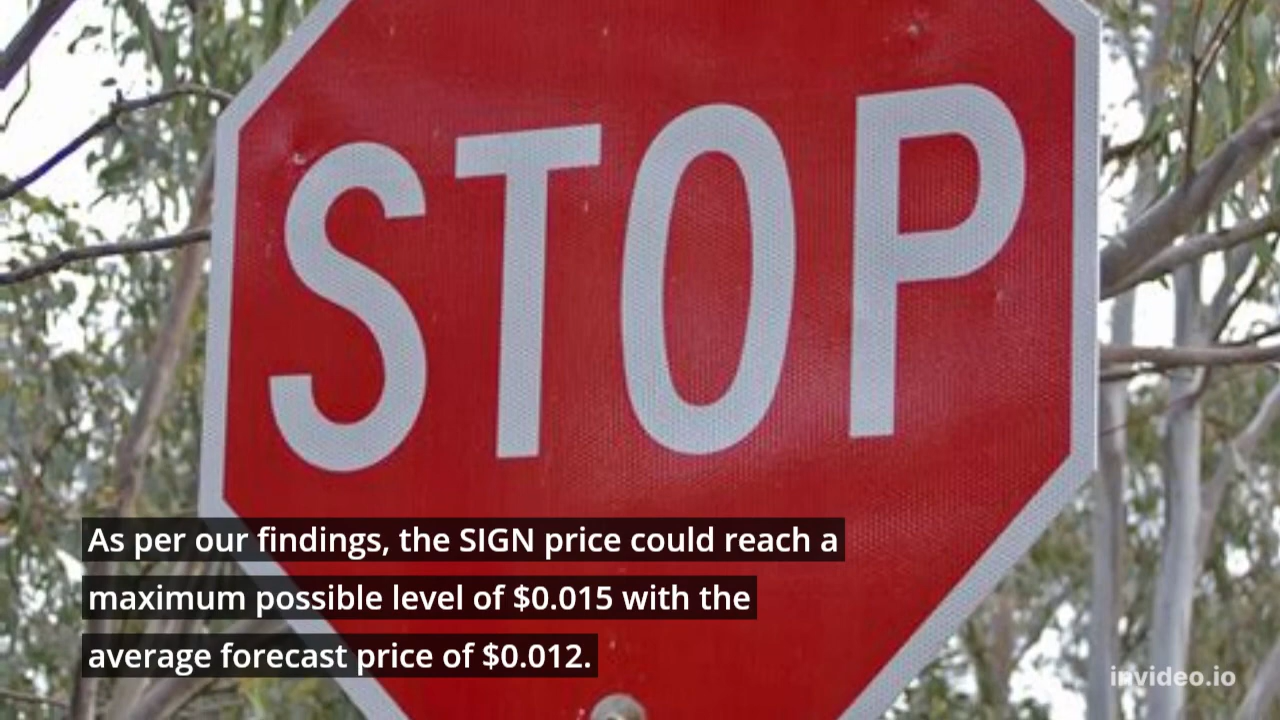 STOP
As per our findings, the SIGN price could reach a
maximum possible level of $0.015 with the
average forecast price of $0.012.
invideo.io